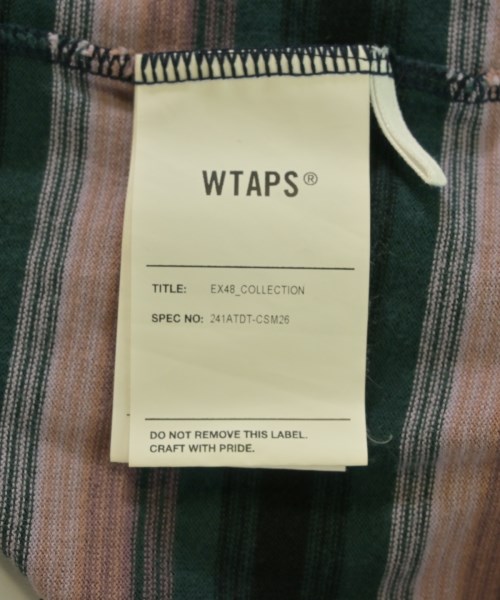 WTAPS®
TITLE: EX48_COLLECTION
SPEC NO: 241ATDT-CSM26
DO NOT REMOVE THIS LABEL.
CRAFT WITH PRIDE.